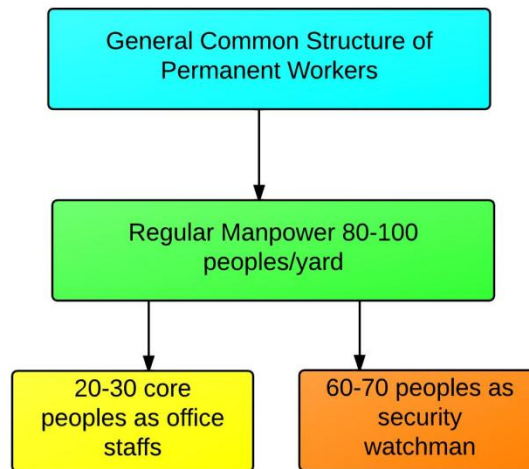 General Common Structure of
Permanent Workers
Regular Manpower 80-100
peoples/yard
20-30 core
peoples as office
staffs
60-70 peoples as
security
watchman